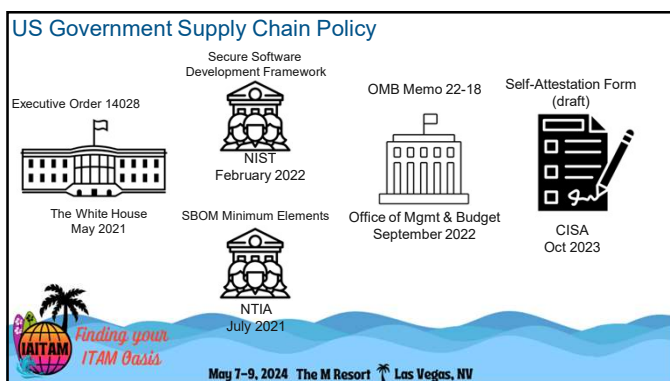 US Government Supply Chain Policy
Executive Order 14028
The White House
May 2021
Secure Software
Development Framework
NIST
February 2022
SBOM Minimum Elements
NTIA
July 2021
OMB Memo 22-18
Office of Mgmt & Budget
September 2022
Self-Attestation Form
(draft)
CISA
Oct 2023
IAITAM
Finding your
ITAM Oasis
May 7-9, 2024 The M Resort Las Vegas, NV